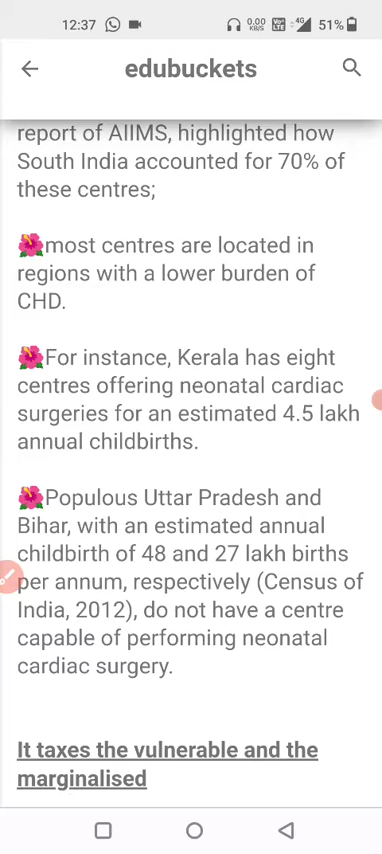 12:37 0.00 KB/S Vo LTE 4G 51%
edubuckets
report of AIIMS, highlighted how
South India accounted for 70% of
these centres;
🌺most centres are located in
regions with a lower burden of
CHD.
🌺For instance, Kerala has eight
centres offering neonatal cardiac
surgeries for an estimated 4.5 lakh
annual childbirths.
🌺Populous Uttar Pradesh and
Bihar, with an estimated annual
childbirth of 48 and 27 lakh births
per annum, respectively (Census of
India, 2012), do not have a centre
capable of performing neonatal
cardiac surgery.
It taxes the vulnerable and the
marginalised